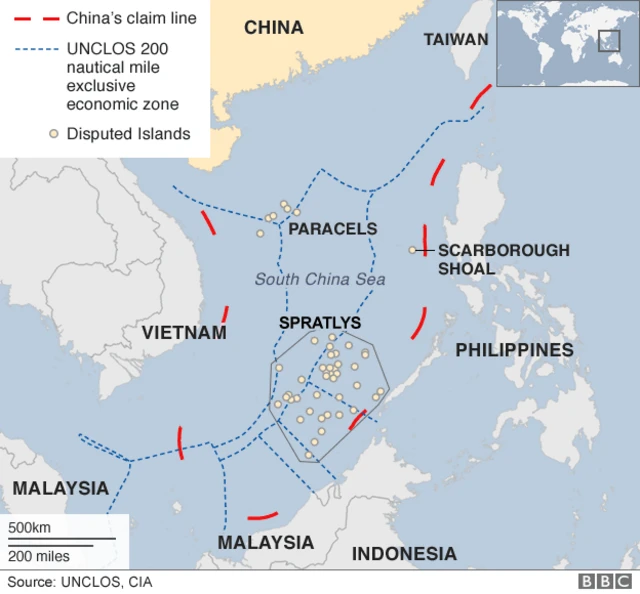 China's claim line
UNCLOS 200
nautical mile
exclusive
economic zone
Disputed Islands
CHINA
TAIWAN
PARACELS
SCARBOROUGH
SHOAL
South China Sea
SPRATLYS
VIETNAM
PHILIPPINES
MALAYSIA
500km
200 miles
MALAYSIA
INDONESIA
Source: UNCLOS, CIA
BBC